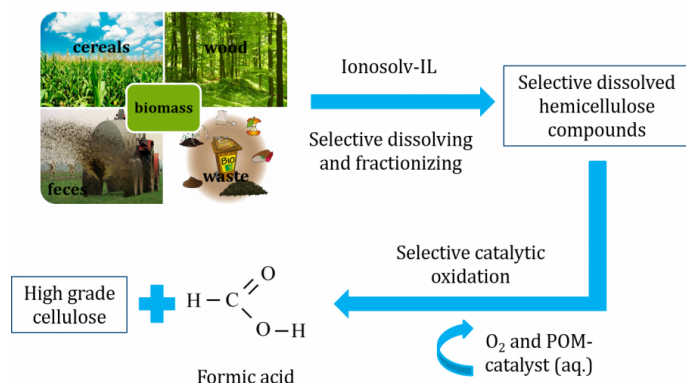 cereals
wood
biomass
feces
BIO
waste
Ionosolv-IL
Selective dissolving
and fractionizing
Selective dissolved
hemicellulose
compounds
Selective catalytic
oxidation
O₂ and POM-
catalyst (aq.)
High grade
cellulose
O
H – C
O – H
Formic acid